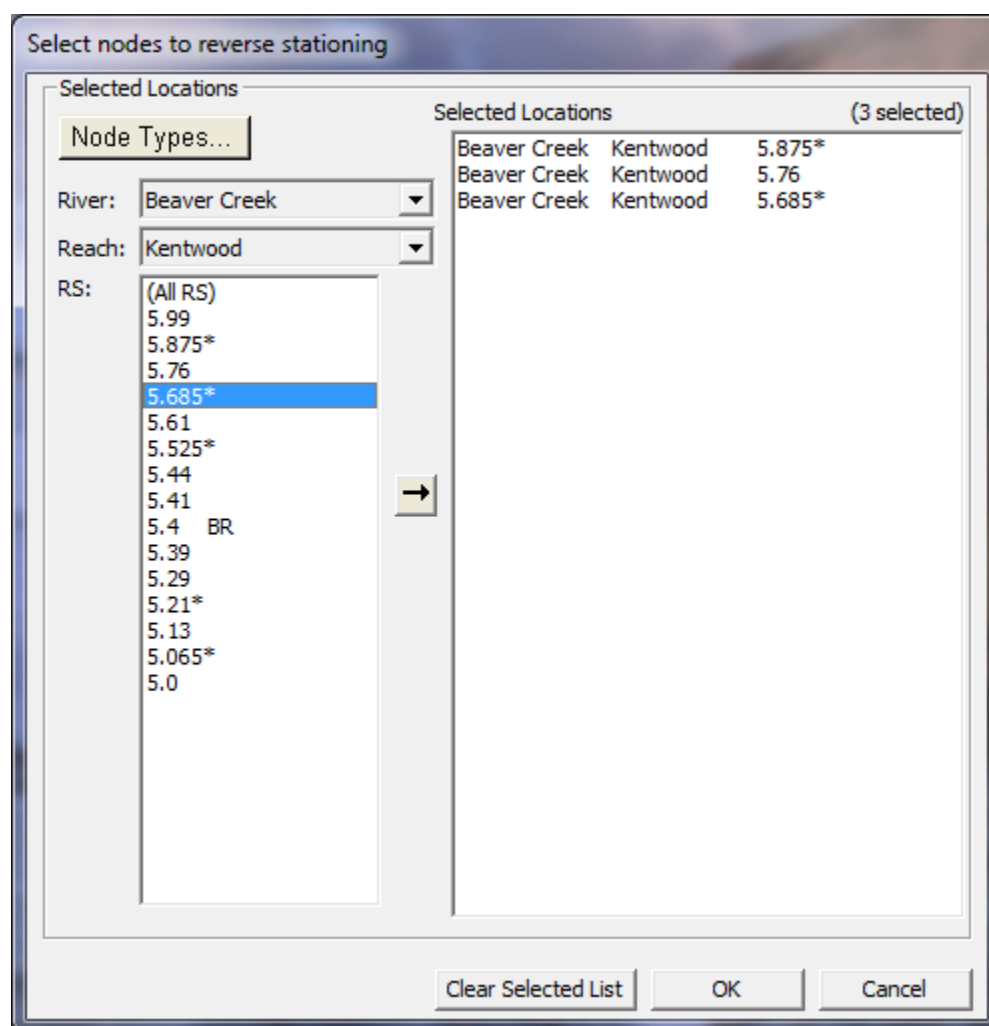 Select nodes to reverse stationing
Selected Locations
Node Types...
River: Beaver Creek
Reach: Kentwood
RS:
(All RS)
5.99
5.875*
5.76
5.685*
5.61
5.525*
5.44
5.41
5.4 BR
5.39
5.29
5.21*
5.13
5.065*
5.0
Selected Locations (3 selected)
Beaver Creek Kentwood 5.875*
Beaver Creek Kentwood 5.76
Beaver Creek Kentwood 5.685*
Clear Selected List OK Cancel